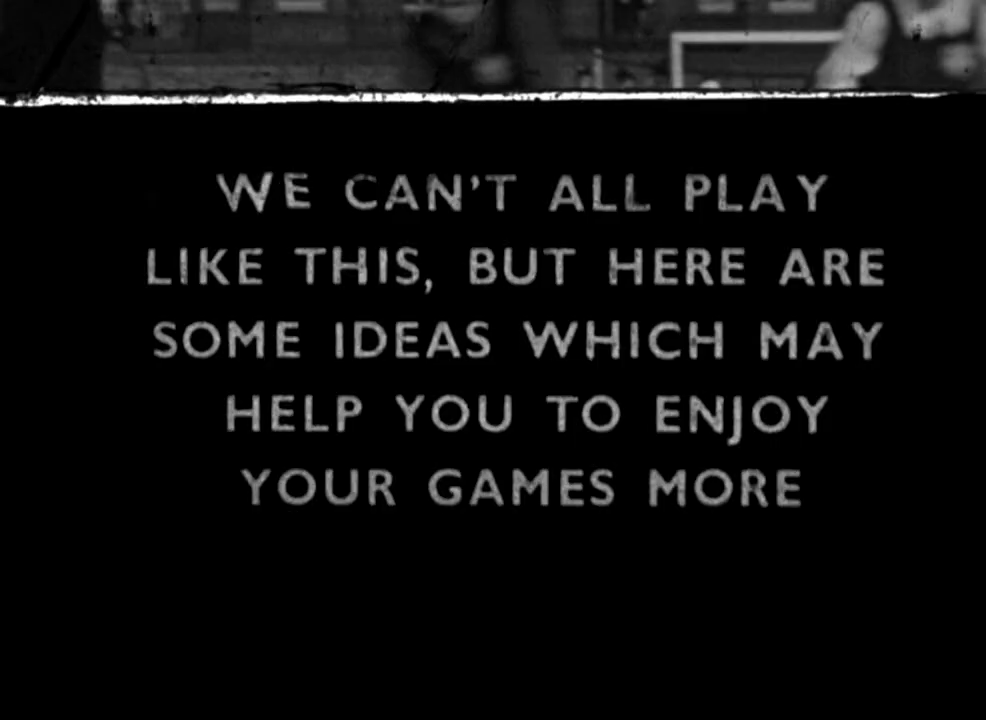 WE CAN'T ALL PLAY
LIKE THIS, BUT HERE ARE
SOME IDEAS WHICH MAY
HELP YOU TO ENJOY
YOUR GAMES MORE